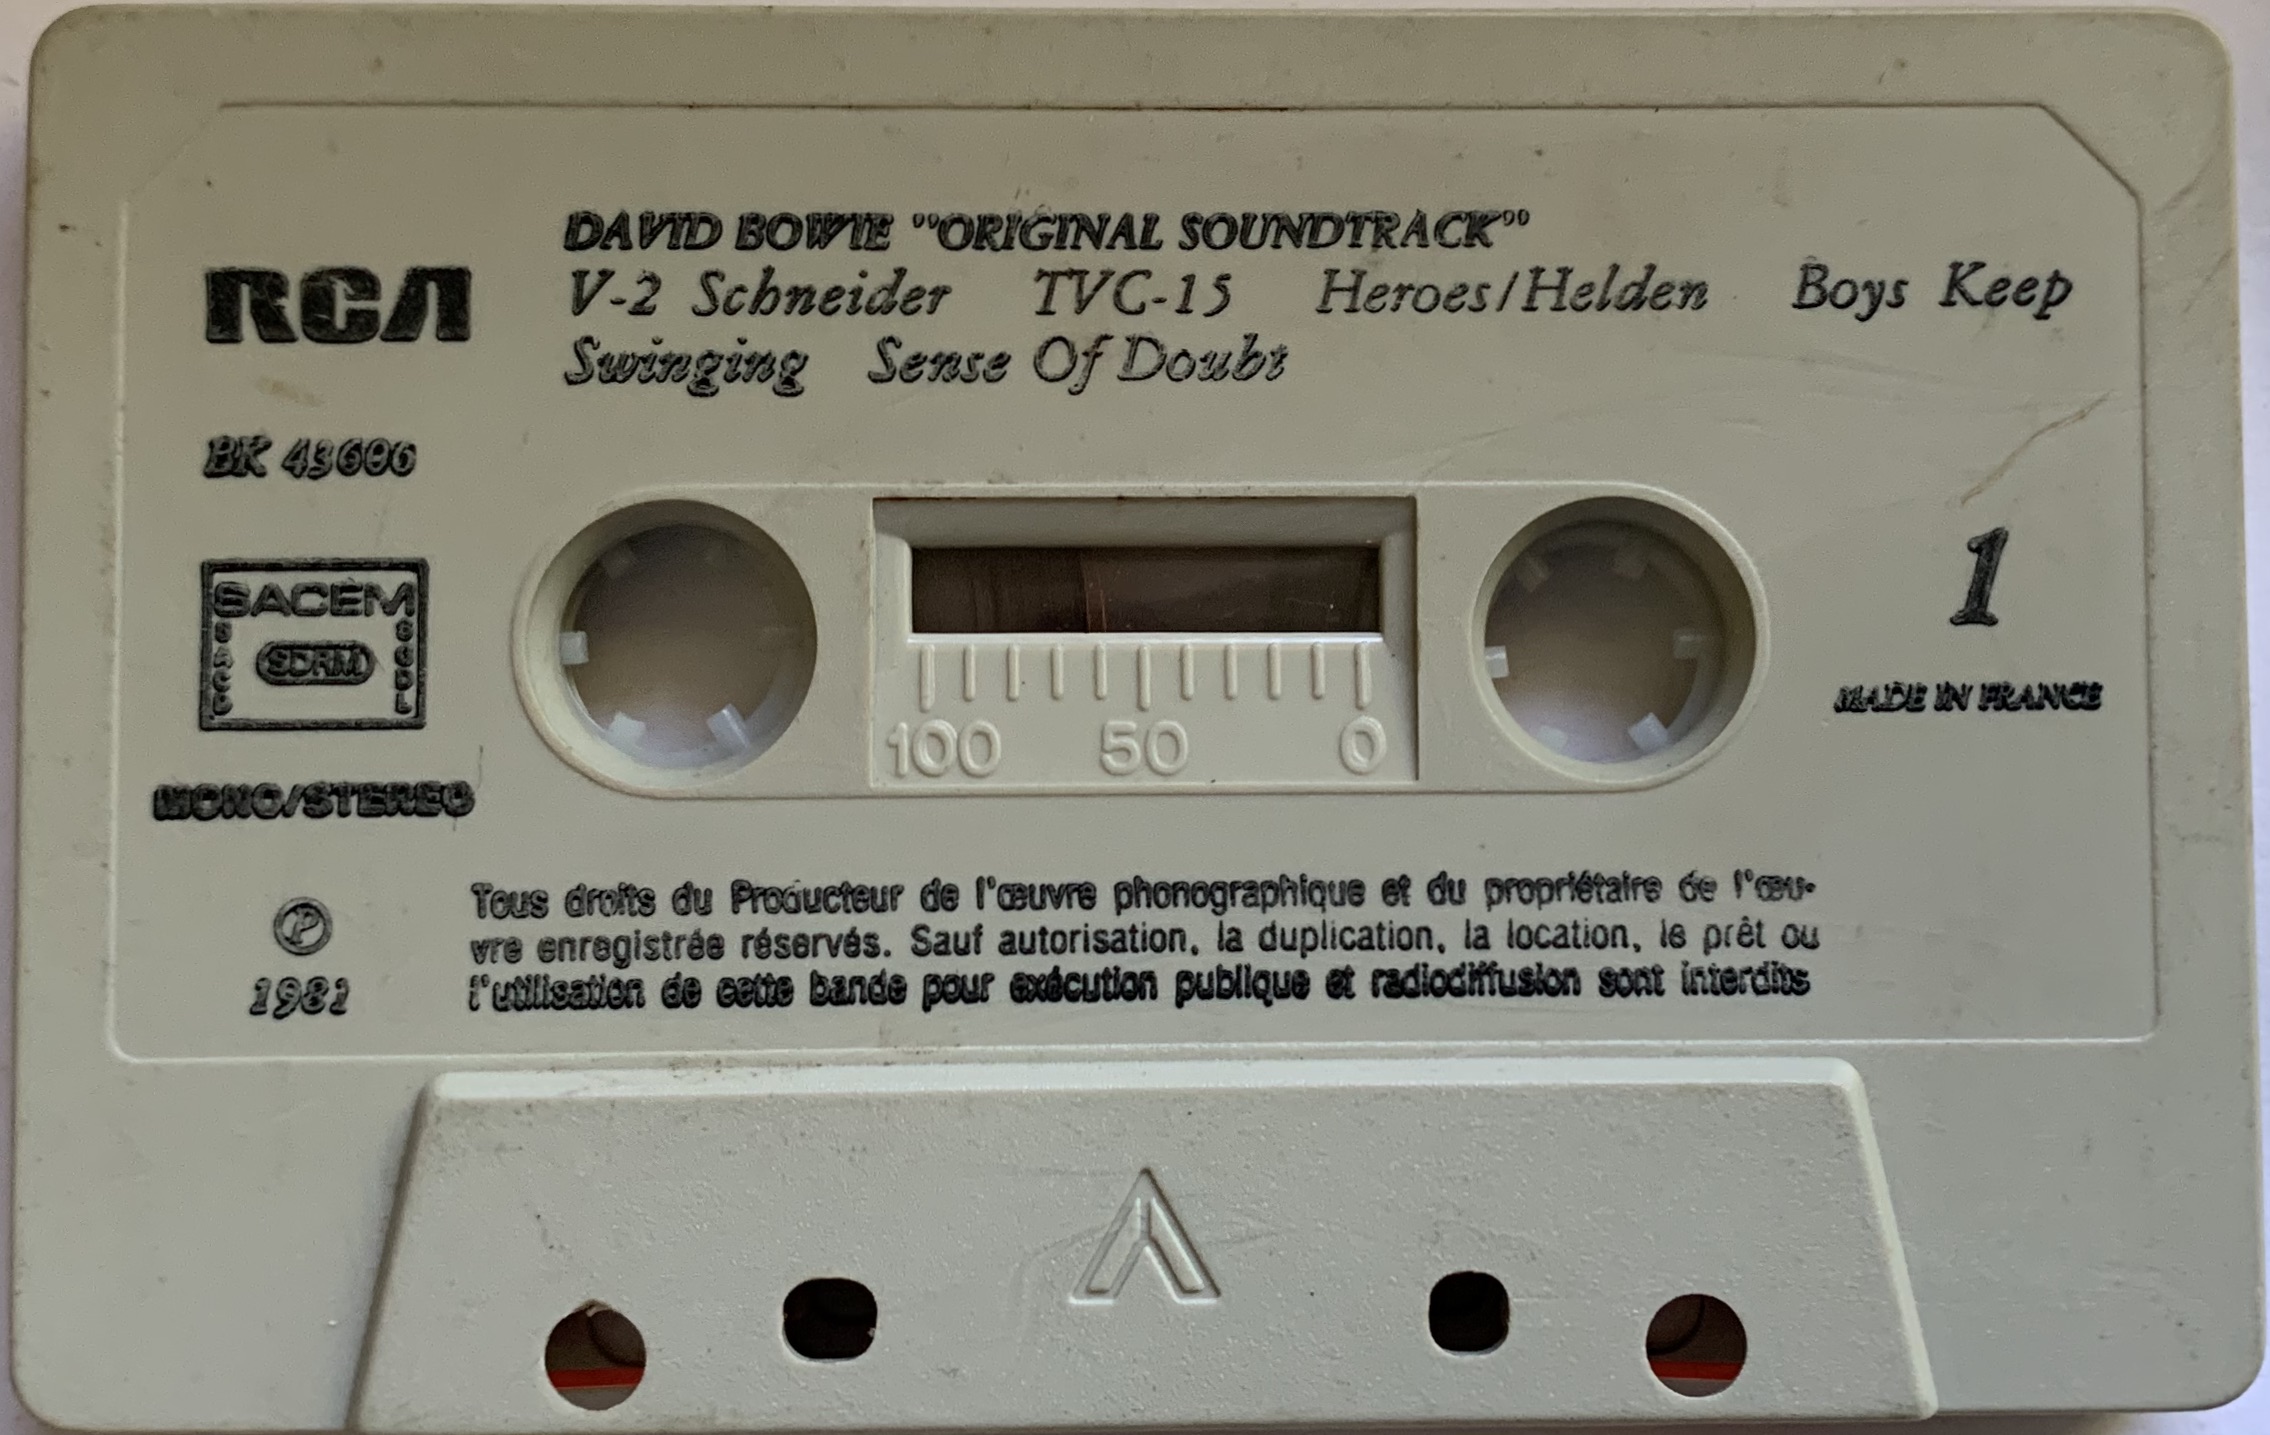 DAVID BOWIE "ORIGINAL SOUNDTRACK"
V-2 Schneider TVC-15 Heroes/Helden Boys Keep
Swinging Sense Of Doubt
RCA
BK 43606
SACEM
SACD
SDRM
SGDL
MONO/STEREO
1
MADE IN FRANCE
100 50 0
Tous droits du Producteur de l'œuvre phonographique et du propriétaire de l'œu-
vre enregistrée réservés. Sauf autorisation, la duplication, la location, le prêt ou
l'utilisation de cette bande pour exécution publique et radiodiffusion sont interdits
℗
1981